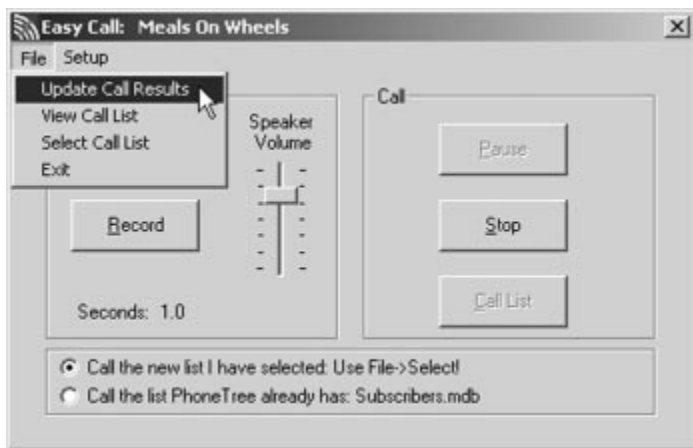 Easy Call: Meals On Wheels
File Setup
Update Call Results
View Call List
Select Call List
Exit
Speaker
Volume
Record
Seconds: 1.0
Call
Pause
Stop
Call List
Call the new list I have selected: Use File->Select!
Call the list PhoneTree already has: Subscribers.mdb